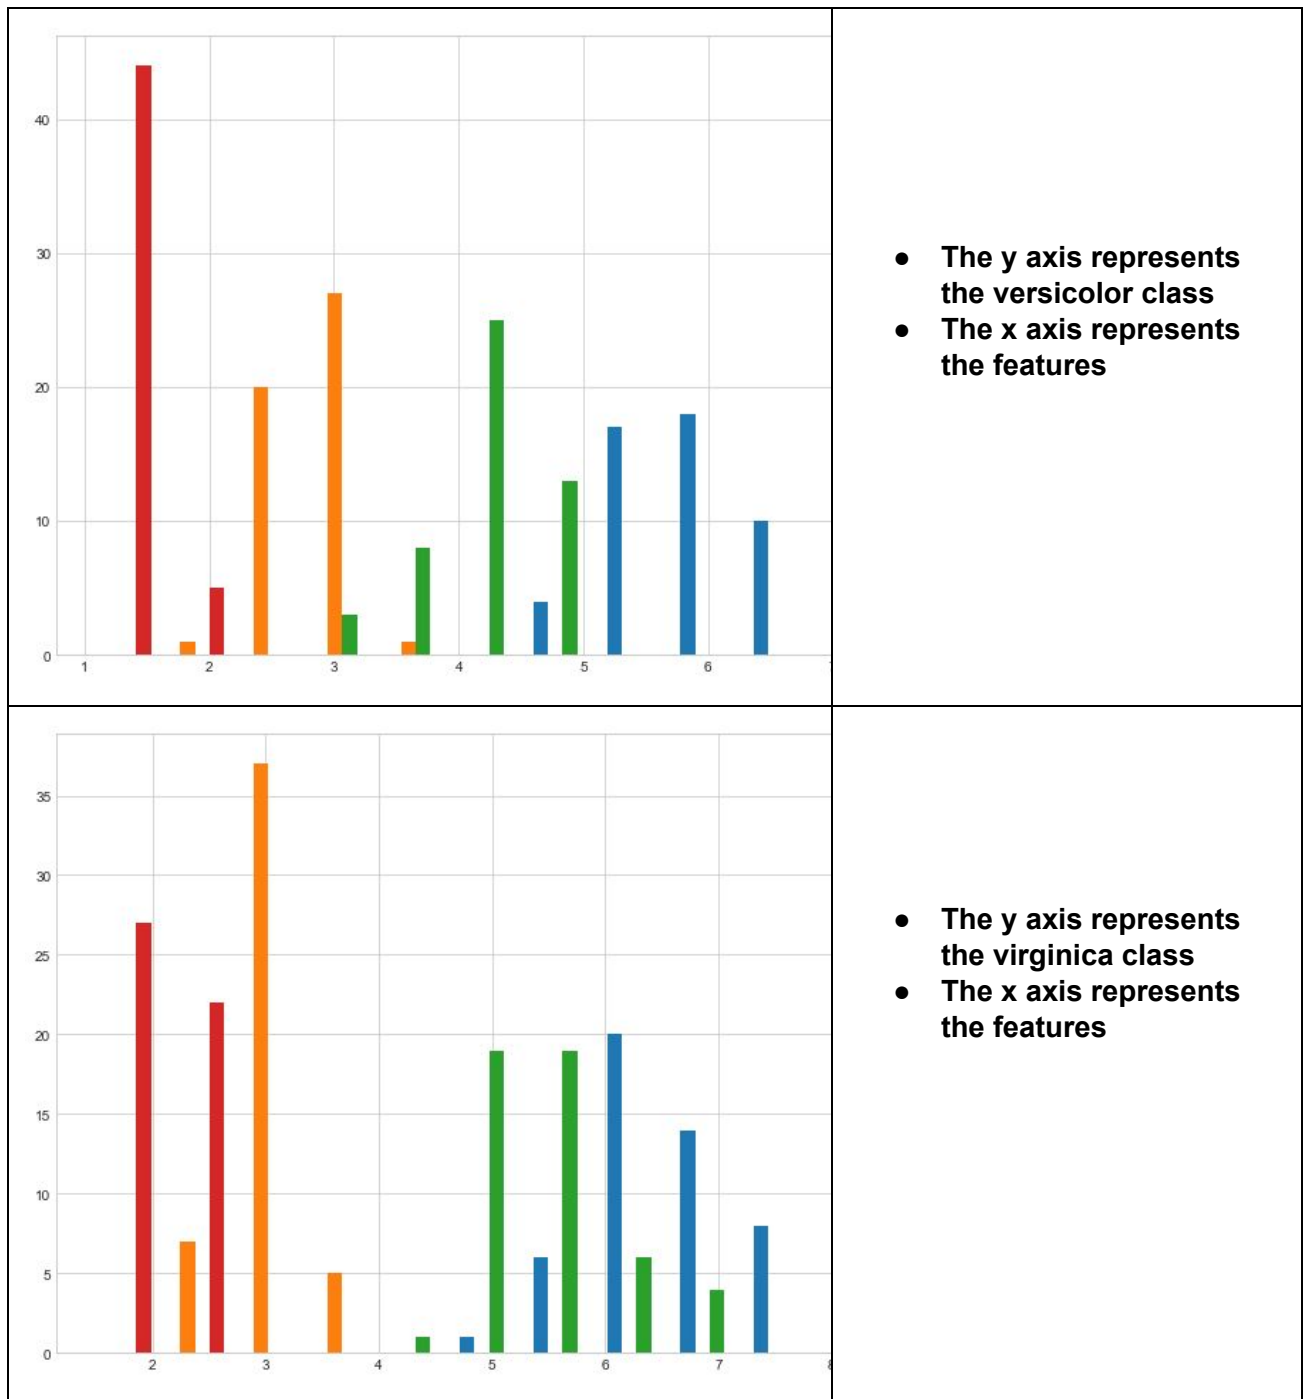 40
30
20
10
0
1 2 3 4 5 6
● The y axis represents
the versicolor class
● The x axis represents
the features
35
30
25
20
15
10
5
0
2 3 4 5 6 7
● The y axis represents
the virginica class
● The x axis represents
the features